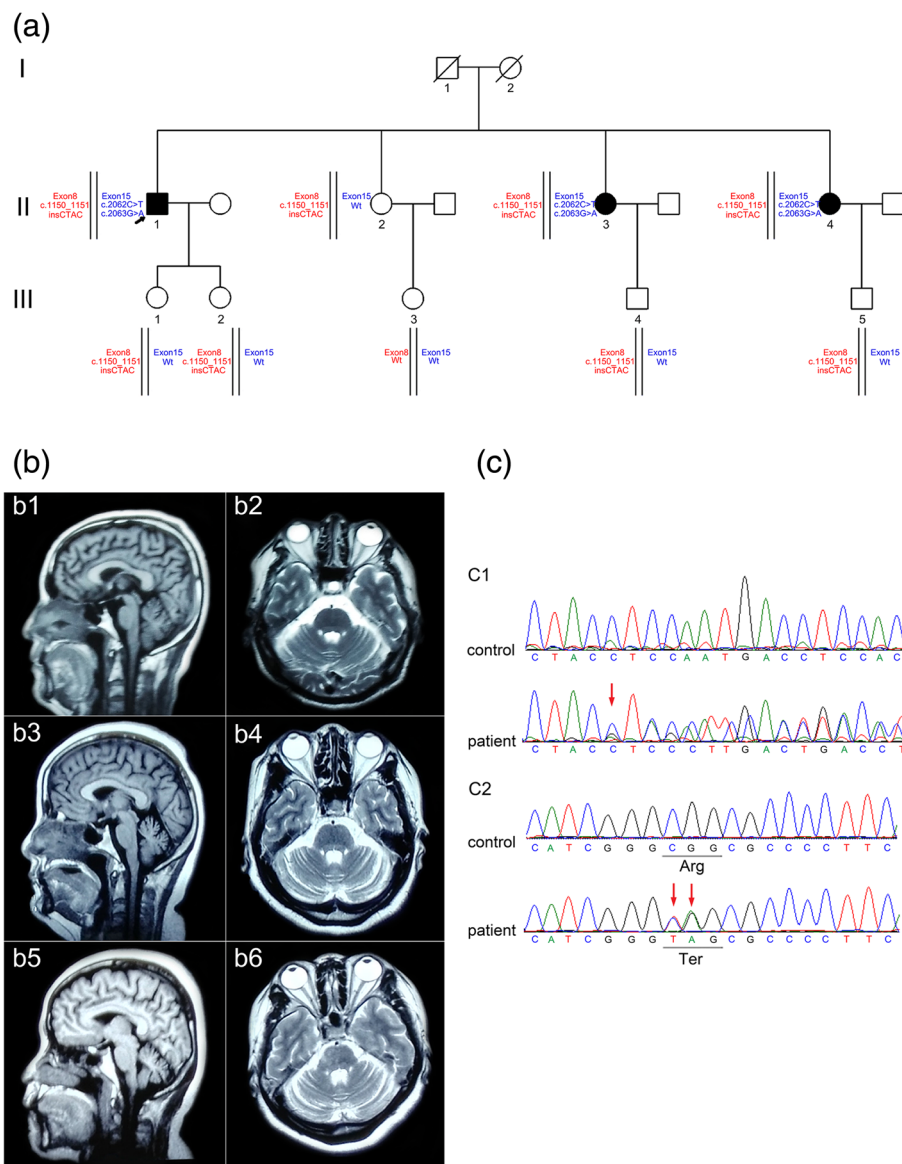 (a)
I
1
2
II
Exon8
c.1150_1151
insCTAC
Exon15
c.2062C>T
c.2063G>A
1
Exon8
c.1150_1151
insCTAC
Exon15
Wt
2
Exon8
c.1150_1151
insCTAC
Exon15
c.2062C>T
c.2063G>A
3
Exon8
c.1150_1151
insCTAC
Exon15
c.2062C>T
c.2063G>A
4
III
1
2
3
4
5
Exon8
c.1150_1151
insCTAC
Exon15
Wt
Exon8
c.1150_1151
insCTAC
Exon15
Wt
Exon8
Wt
Exon15
Wt
Exon8
c.1150_1151
insCTAC
Exon15
Wt
Exon8
c.1150_1151
insCTAC
Exon15
Wt
(b)
b1
b2
b3
b4
b5
b6
(c)
C1
control
C T A C C T C C A A T G A C C T C C A C
patient
C T A C C T C C C T T G A C T G A C C T
C2
control
C A T C G G G C G G C G C C C C T T C
Arg
patient
C A T C G G G T A G C G C C C C T T C
Ter